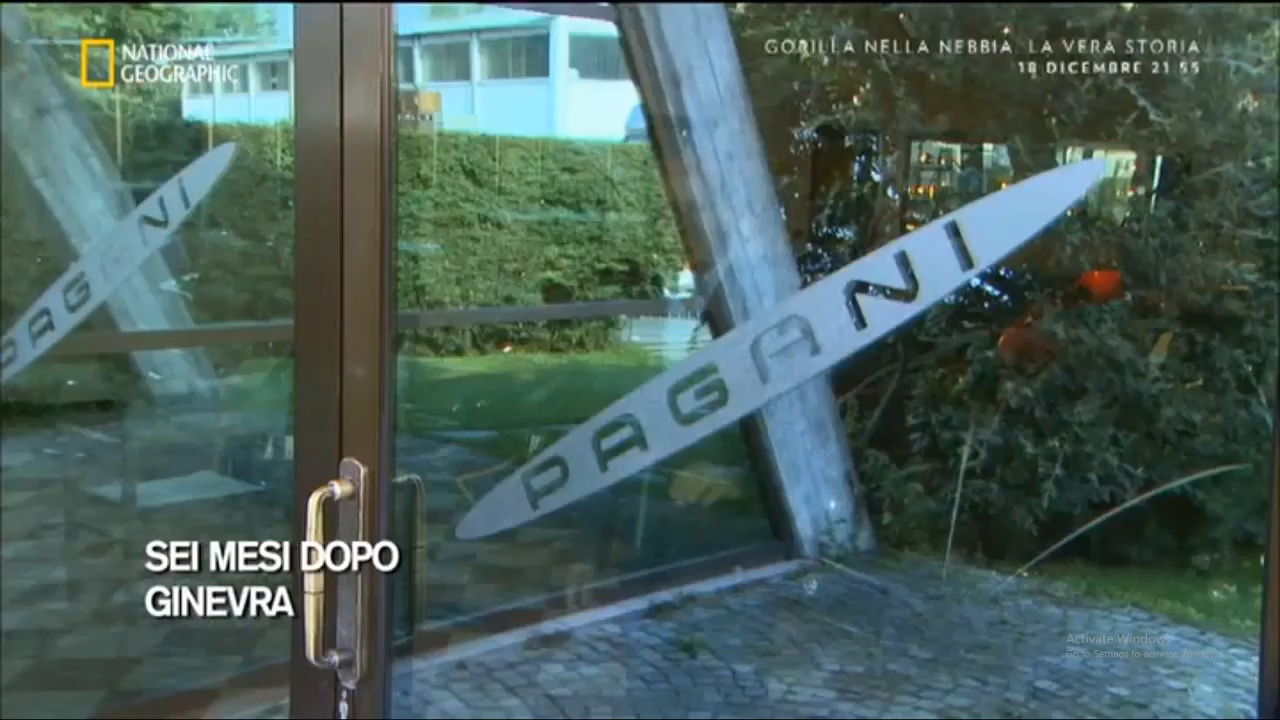 NATIONAL
GEOGRAPHIC
GORILLA NELLA NEBBIA: LA VERA STORIA
18 DICEMBRE 21:55
PAGANI
PAGANI
SEI MESI DOPO
GINEVRA
Activate Windows
Go to Settings to activate Windows.